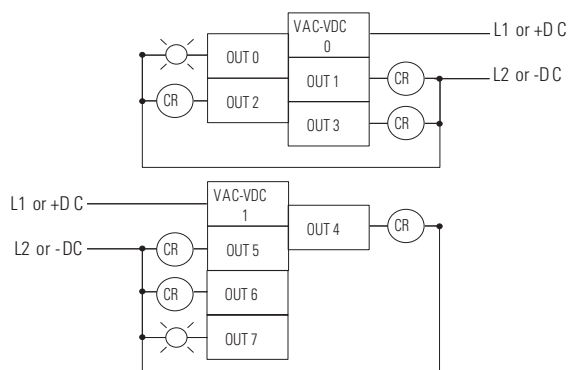 VAC-VDC
0
L1 or +D C
OUT 0
OUT 1
CR
L2 or -D C
CR
OUT 2
OUT 3
CR
L1 or +D C
VAC-VDC
1
OUT 4
CR
L2 or - DC
CR
OUT 5
CR
OUT 6
OUT 7